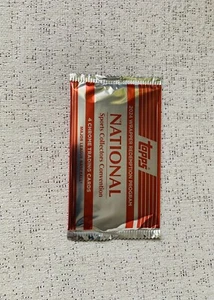 Topps
2023 WRAPPER REDEMPTION PROGRAM
NATIONAL
Sports Collectors Convention
4 CHROME TRADING CARDS